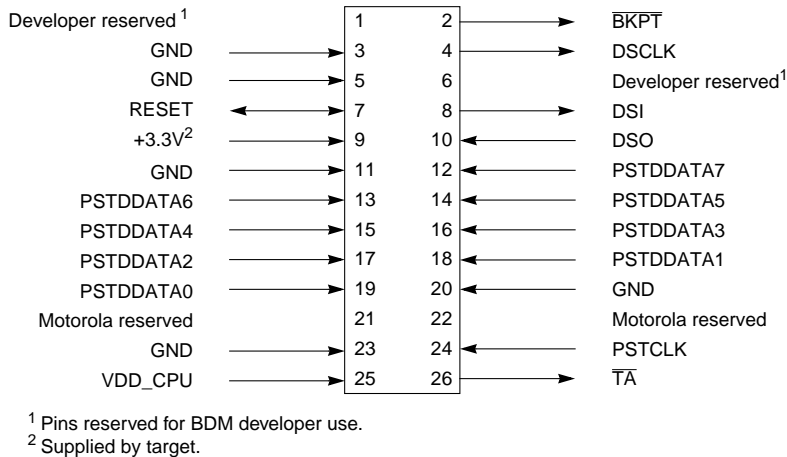 Developer reserved ¹ 1 2 B̅K̅P̅T̅
GND 3 4 DSCLK
GND 5 6 Developer reserved¹
RESET 7 8 DSI
+3.3V² 9 10 DSO
GND 11 12 PSTDDATA7
PSTDDATA6 13 14 PSTDDATA5
PSTDDATA4 15 16 PSTDDATA3
PSTDDATA2 17 18 PSTDDATA1
PSTDDATA0 19 20 GND
Motorola reserved 21 22 Motorola reserved
GND 23 24 PSTCLK
VDD_CPU 25 26 T̅A̅
¹ Pins reserved for BDM developer use.
² Supplied by target.